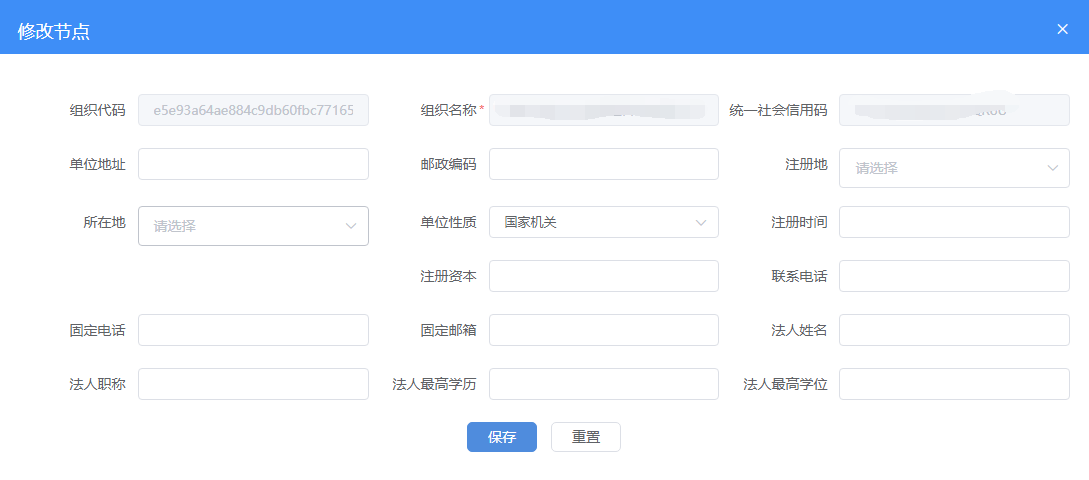 修改节点
组织代码 e5e93a64ae884c9db60fbc77165 组织名称* 统一社会信用码
单位地址 邮政编码 注册地 请选择
所在地 请选择 单位性质 国家机关 注册时间
注册资本 联系电话
固定电话 固定邮箱 法人姓名
法人职称 法人最高学历 法人最高学位
保存 重置